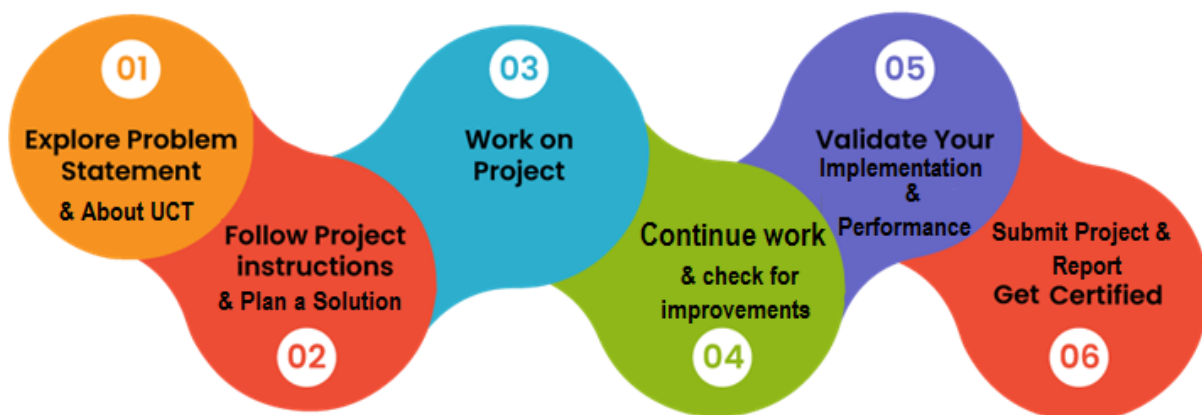 01
Explore Problem
Statement
& About UCT
Follow Project
instructions
& Plan a Solution
02
03
Work on
Project
Continue work
& check for
improvements
04
05
Validate Your
Implementation
&
Performance
Submit Project &
Report
Get Certified
06